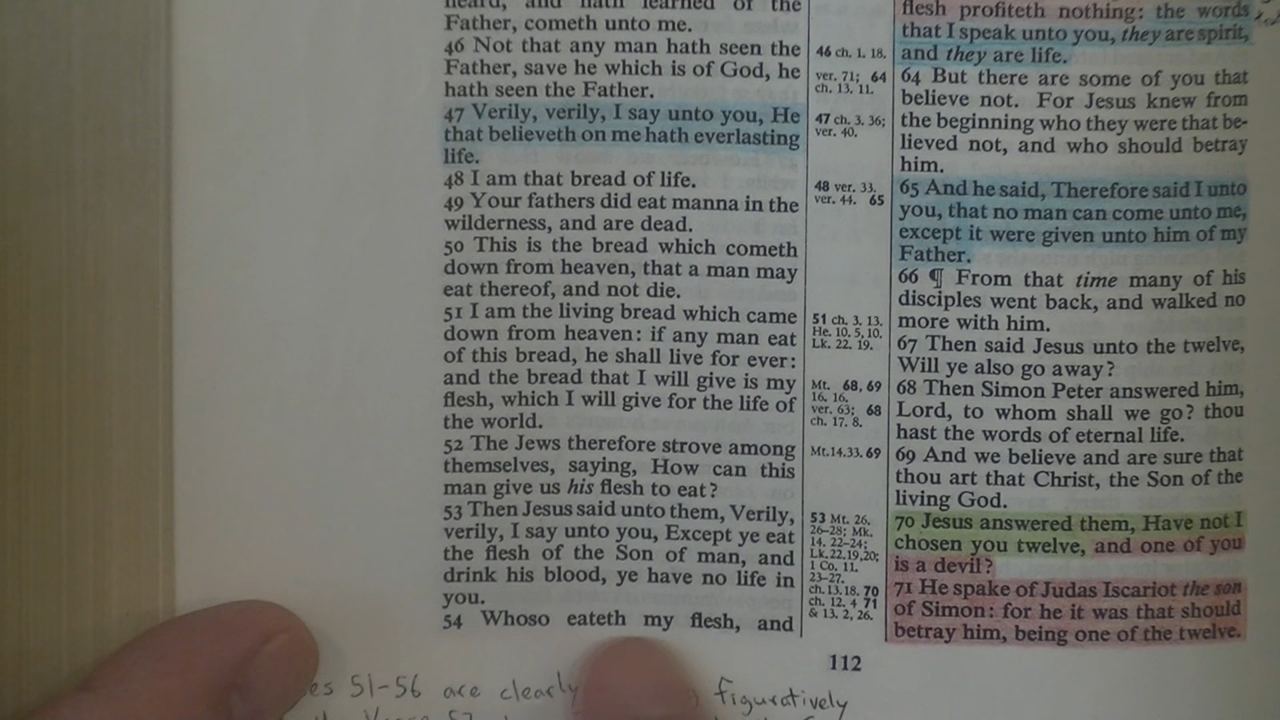 heard, and hath learned of the
Father, cometh unto me.
46 Not that any man hath seen the
Father, save he which is of God, he
hath seen the Father.
47 Verily, verily, I say unto you, He
that believeth on me hath everlasting
life.
48 I am that bread of life.
49 Your fathers did eat manna in the
wilderness, and are dead.
50 This is the bread which cometh
down from heaven, that a man may
eat thereof, and not die.
51 I am the living bread which came
down from heaven: if any man eat
of this bread, he shall live for ever:
and the bread that I will give is my
flesh, which I will give for the life of
the world.
52 The Jews therefore strove among
themselves, saying, How can this
man give us his flesh to eat?
53 Then Jesus said unto them, Verily,
verily, I say unto you, Except ye eat
the flesh of the Son of man, and
drink his blood, ye have no life in
you.
54 Whoso eateth my flesh, and
46 ch. 1. 18.
ver. 71; 64
ch. 13. 11.
47 ch. 3. 36;
ver. 40.
48 ver. 33.
ver. 44. 65
51 ch. 3. 13.
He. 10. 5, 10.
Lk. 22. 19.
Mt. 68, 69
16. 16.
ver. 63; 68
ch. 17. 8.
Mt.14.33. 69
53 Mt. 26.
26-28; Mk.
14. 22-24;
Lk.22.19,20;
1 Co. 11.
23-27.
ch.13.18. 70
ch. 12. 4 71
& 13. 2, 26.
flesh profiteth nothing: the words
that I speak unto you, they are spirit,
and they are life.
64 But there are some of you that
believe not. For Jesus knew from
the beginning who they were that be-
lieved not, and who should betray
him.
65 And he said, Therefore said I unto
you, that no man can come unto me,
except it were given unto him of my
Father.
66 ¶ From that time many of his
disciples went back, and walked no
more with him.
67 Then said Jesus unto the twelve,
Will ye also go away?
68 Then Simon Peter answered him,
Lord, to whom shall we go? thou
hast the words of eternal life.
69 And we believe and are sure that
thou art that Christ, the Son of the
living God.
70 Jesus answered them, Have not I
chosen you twelve, and one of you
is a devil?
71 He spake of Judas Iscariot the son
of Simon: for he it was that should
betray him, being one of the twelve.
112
51-56 are clearly figuratively